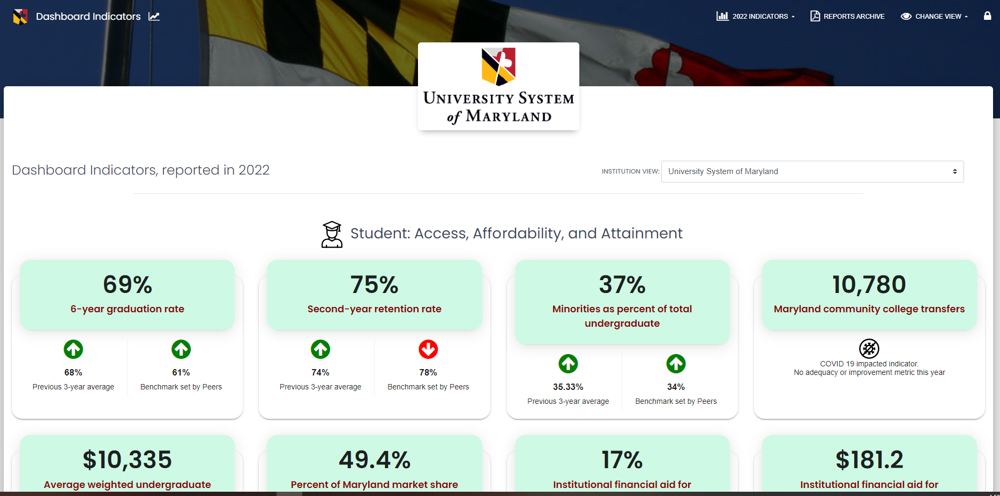 Dashboard Indicators
2022 INDICATORS
REPORTS ARCHIVE
CHANGE VIEW
UNIVERSITY SYSTEM
of MARYLAND
Dashboard Indicators, reported in 2022
INSTITUTION VIEW:
University System of Maryland
Student: Access, Affordability, and Attainment
69%
6-year graduation rate
68%
Previous 3-year average
61%
Benchmark set by Peers
75%
Second-year retention rate
74%
Previous 3-year average
78%
Benchmark set by Peers
37%
Minorities as percent of total
undergraduate
35.33%
Previous 3-year average
34%
Benchmark set by Peers
10,780
Maryland community college transfers
COVID 19 impacted indicator.
No adequacy or improvement metric this year
$10,335
Average weighted undergraduate
49.4%
Percent of Maryland market share
17%
Institutional financial aid for
$181.2
Institutional financial aid for